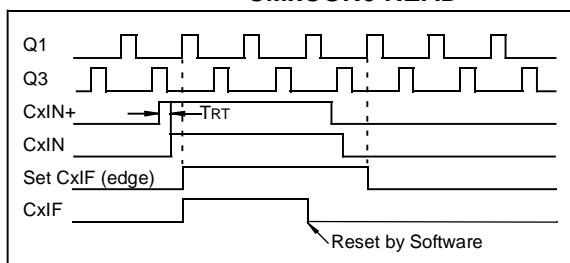 Q1
Q3
CxIN+
TRT
CxIN
Set CxIF (edge)
CxIF
Reset by Software